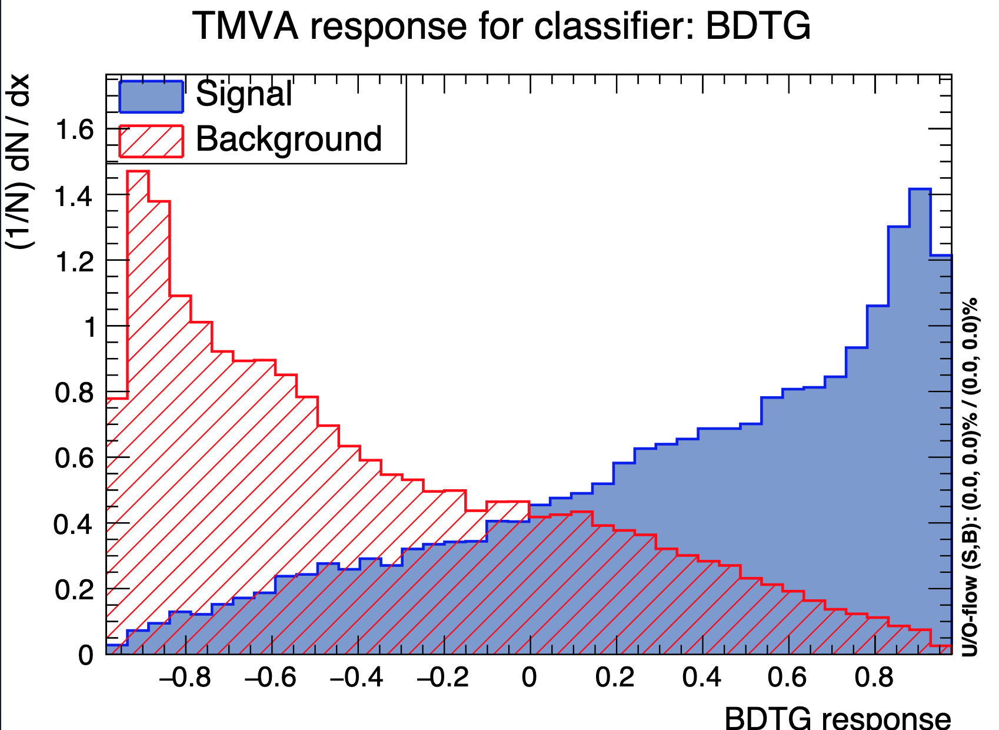 TMVA response for classifier: BDTG
(1/N) dN / dx
Signal
Background
1.6
1.4
1.2
1
0.8
0.6
0.4
0.2
0
−0.8 −0.6 −0.4 −0.2 0 0.2 0.4 0.6 0.8
BDTG response
U/O-flow (S,B): (0.0, 0.0)% / (0.0, 0.0)%